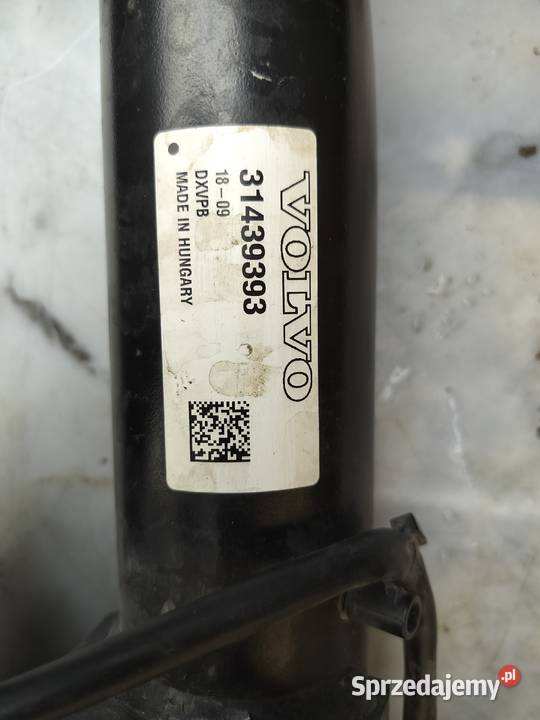 VOLVO
31439393
18-09
DXVPB
MADE IN HUNGARY
Sprzedajemy.pl